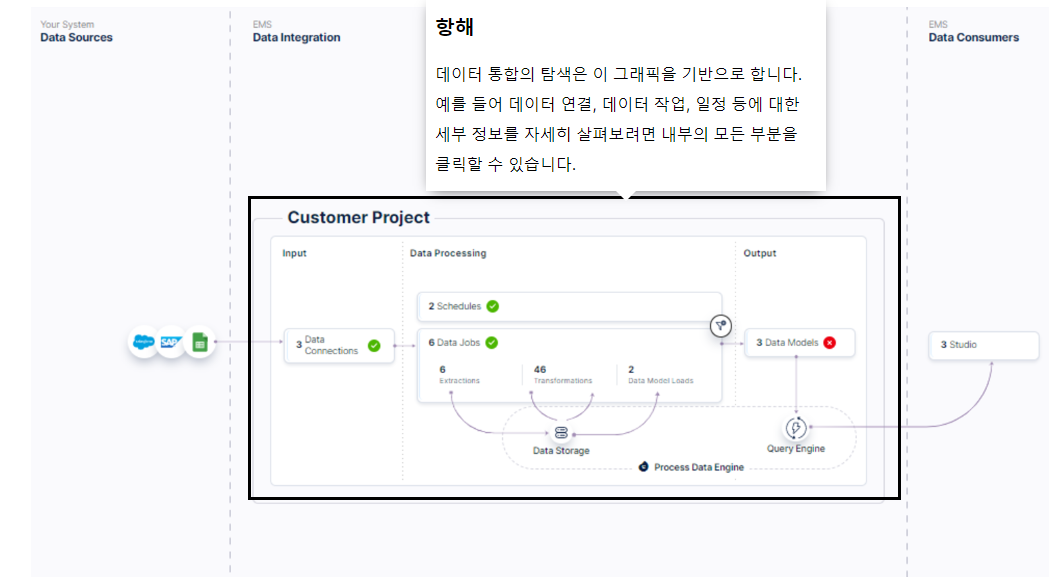 Your System
Data Sources
EMS
Data Integration
항해
데이터 통합의 탐색은 이 그래픽을 기반으로 합니다.
예를 들어 데이터 연결, 데이터 작업, 일정 등에 대한
세부 정보를 자세히 살펴보려면 내부의 모든 부분을
클릭할 수 있습니다.
EMS
Data Consumers
Customer Project
Input
Data Processing
Output
2 Schedules
salesforce
SAP
3 Data
Connections
6 Data Jobs
3 Data Models
3 Studio
6
Extractions
46
Transformations
2
Data Model Loads
Data Storage
Query Engine
Process Data Engine